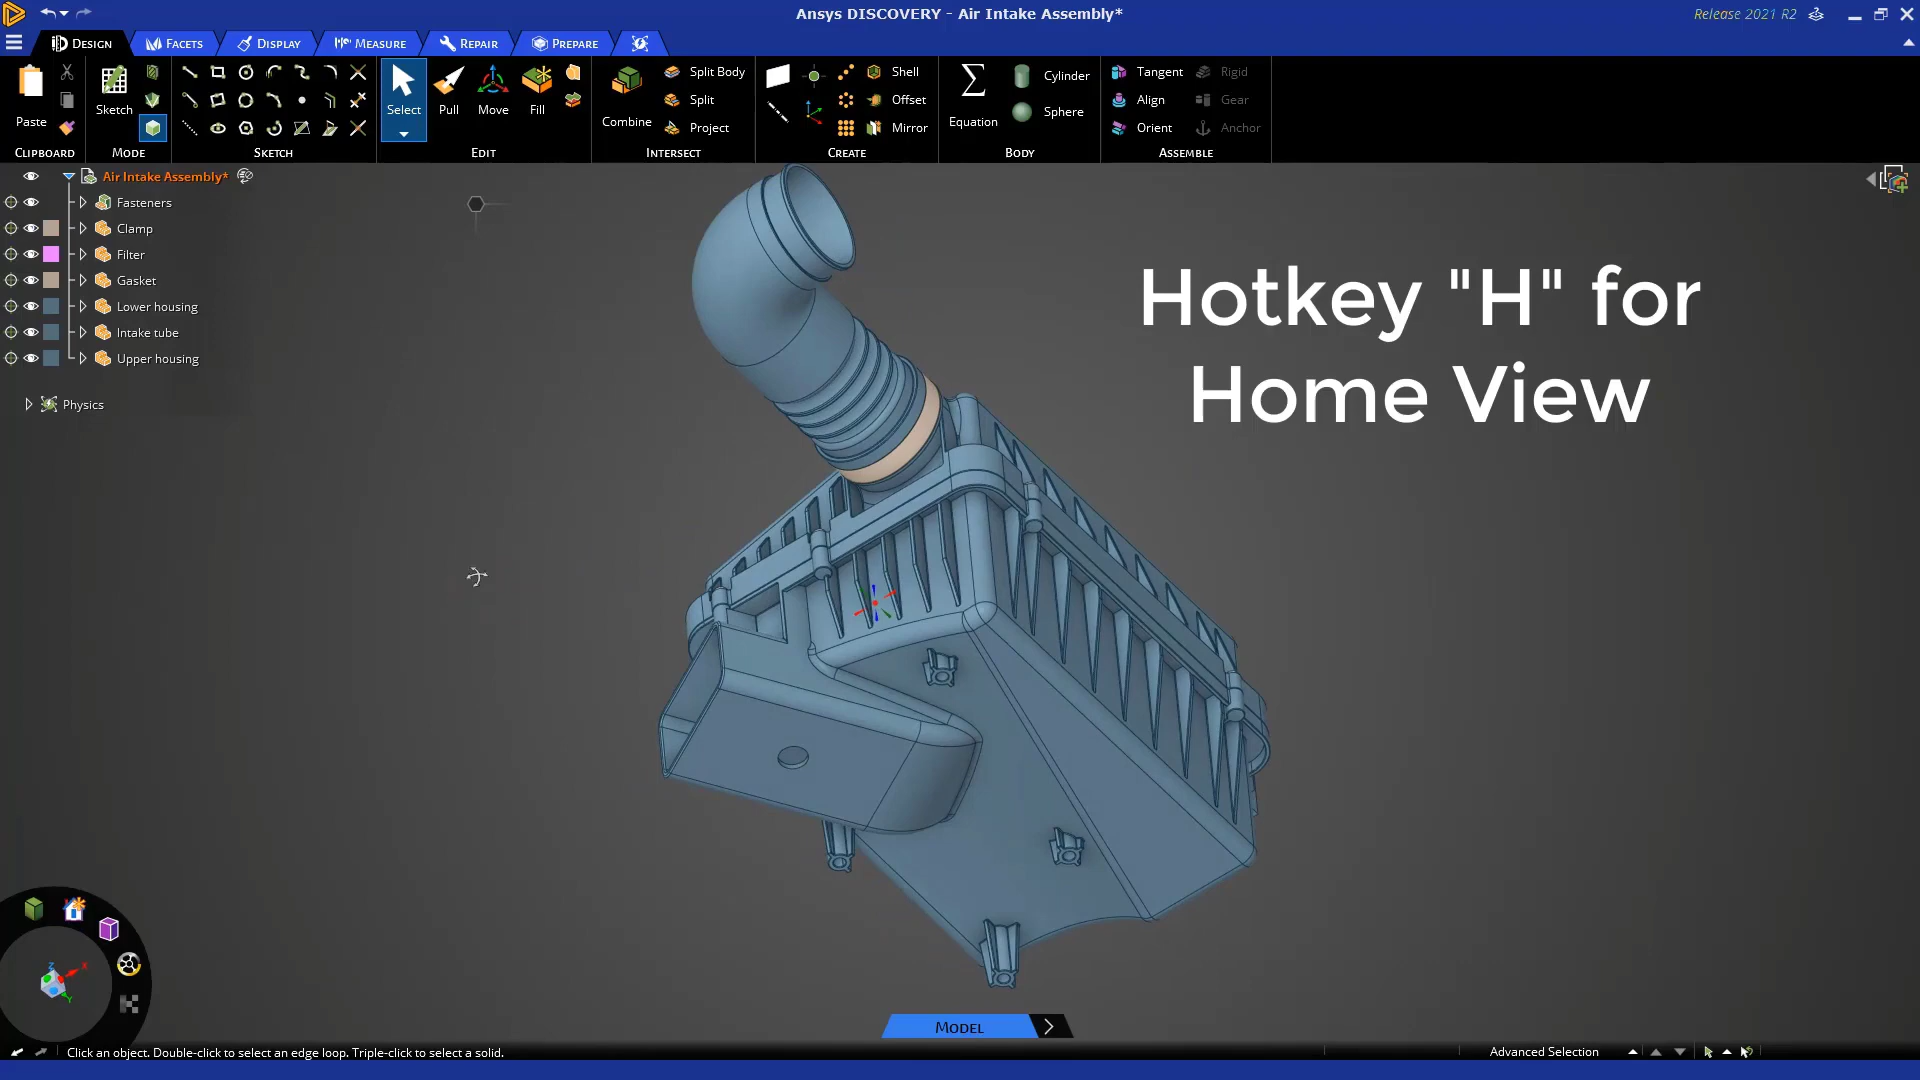 Ansys DISCOVERY - Air Intake Assembly*
Release 2021 R2
Design
Facets
Display
Measure
Repair
Prepare
Paste
Clipboard
Sketch
Mode
Sketch
Select
Pull
Move
Fill
Edit
Combine
Split Body
Split
Project
Intersect
Shell
Offset
Mirror
Create
Equation
Cylinder
Sphere
Body
Tangent
Align
Orient
Rigid
Gear
Anchor
Assemble
Air Intake Assembly*
Fasteners
Clamp
Filter
Gasket
Lower housing
Intake tube
Upper housing
Physics
Hotkey "H" for
Home View
Z
X
Y
Model
Click an object. Double-click to select an edge loop. Triple-click to select a solid.
Advanced Selection